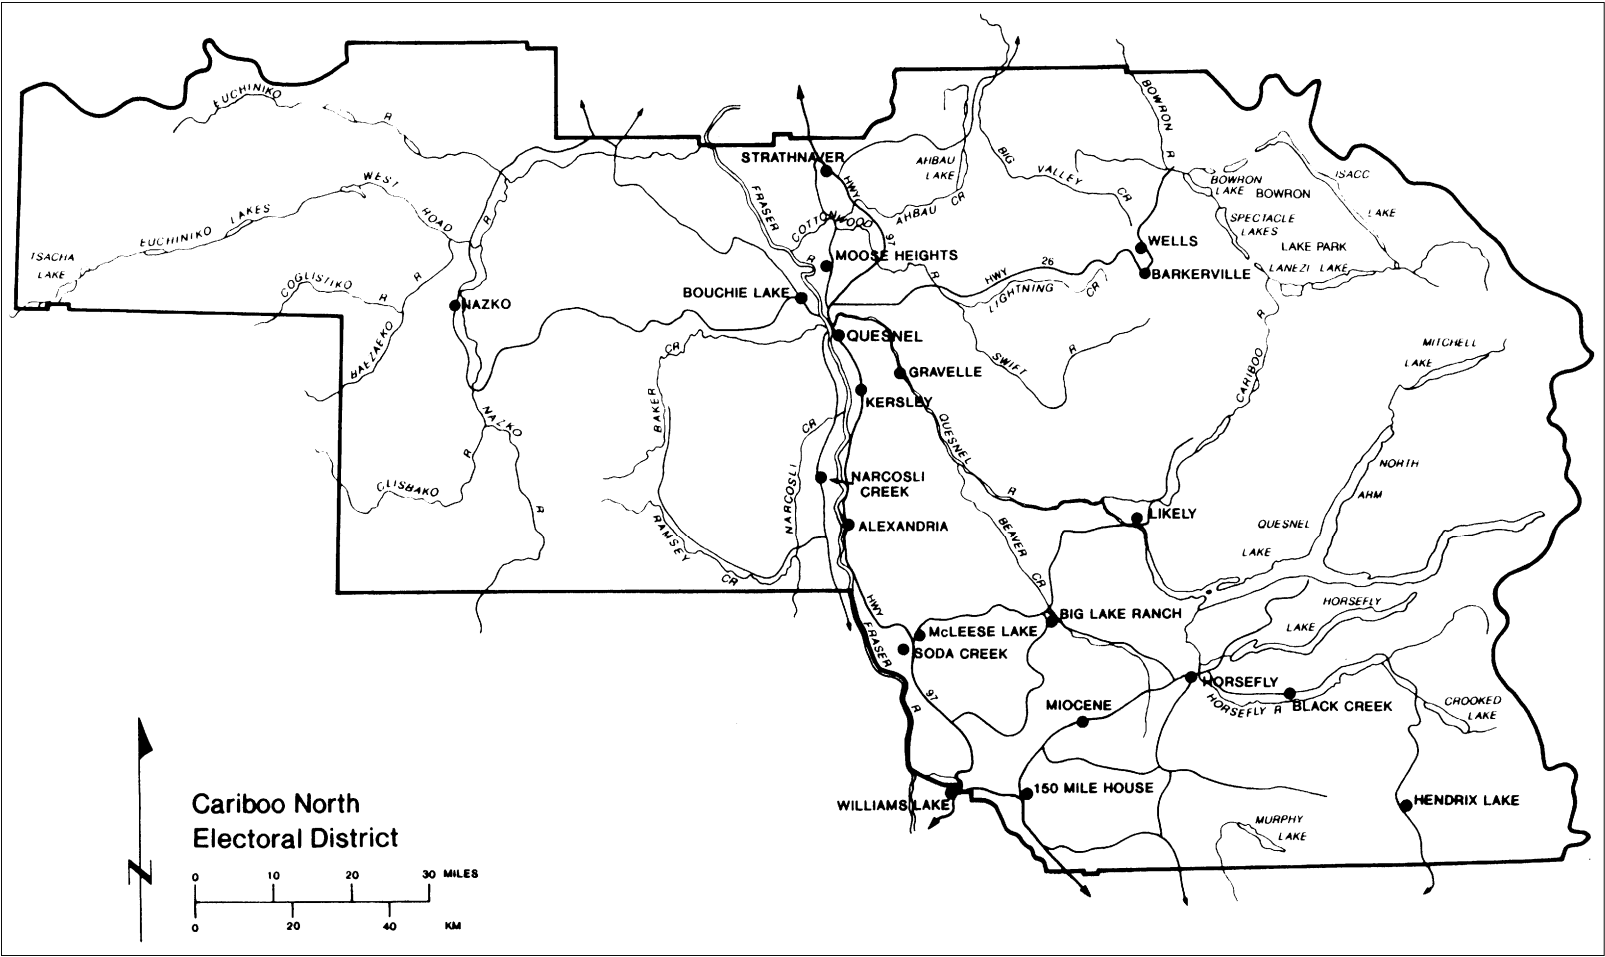 EUCHINIKO
R
WEST
ROAD
R
R
EUCHINIKO LAKES
ISACHA
LAKE
COGLISTIKO
R
BAEZAEKO
NAZKO
NAZKO
R
CLISBAKO
R
STRATHNAVER
FRASER
R
COTTONWOOD
R
HWY
97
AHBAU
LAKE
AHBAU CR
BIG
VALLEY
CR
BOWRON
R
BOWRON
LAKE
BOWRON
SPECTACLE
LAKES
LAKE PARK
LANEZI LAKE
ISACC
LAKE
WELLS
BARKERVILLE
MOOSE HEIGHTS
HWY 26
LIGHTNING
CR
BOUCHIE LAKE
QUESNEL
GRAVELLE
KERSLEY
SWIFT
R
CARIBOO
R
MITCHELL
LAKE
BAKER
CR
NARCOSLI
CR
NARCOSLI
CREEK
ALEXANDRIA
RAMSEY
CR
QUESNEL
R
BEAVER
CR
LIKELY
NORTH
ARM
QUESNEL
LAKE
HWY
FRASER
R
97
McLEESE LAKE
SODA CREEK
BIG LAKE RANCH
HORSEFLY
LAKE
HORSEFLY
HORSEFLY R
BLACK CREEK
CROOKED
LAKE
MIOCENE
WILLIAMS LAKE
150 MILE HOUSE
HENDRIX LAKE
MURPHY
LAKE
N
Cariboo North
Electoral District
0 10 20 30 MILES
0 20 40 KM